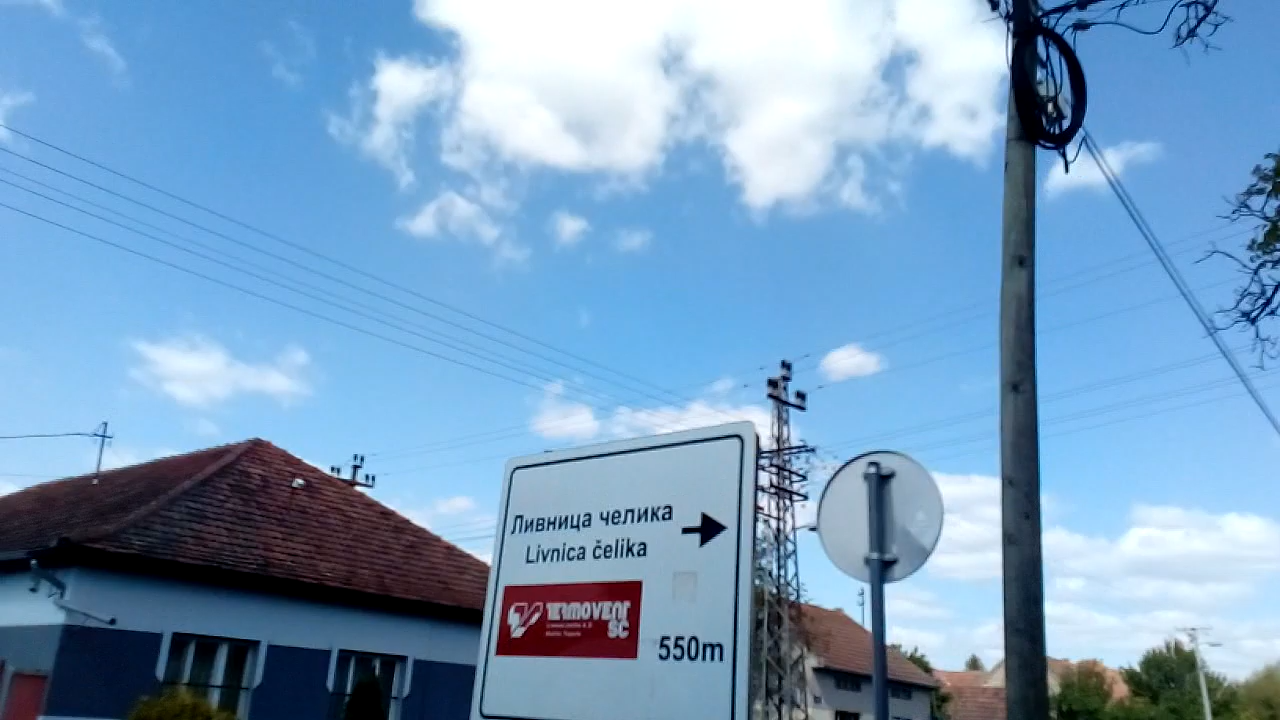 Ливница челика
Livnica čelika
TERMOVENT
SC
550m